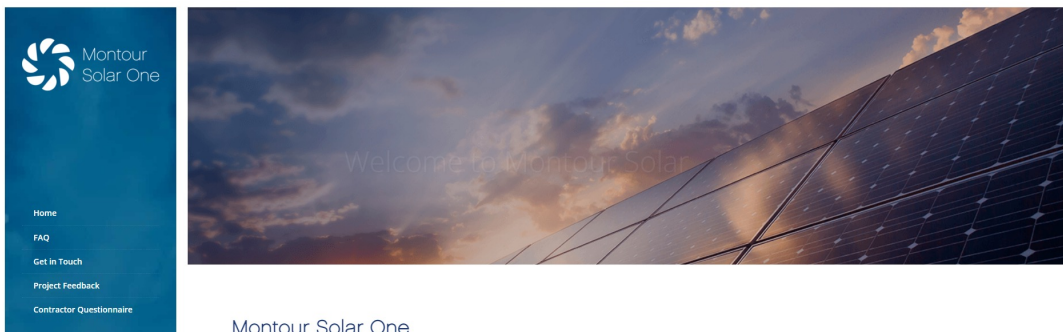 Montour
Solar One
Welcome to Montour Solar
Home
FAQ
Get in Touch
Project Feedback
Contractor Questionnaire
Montour Solar One